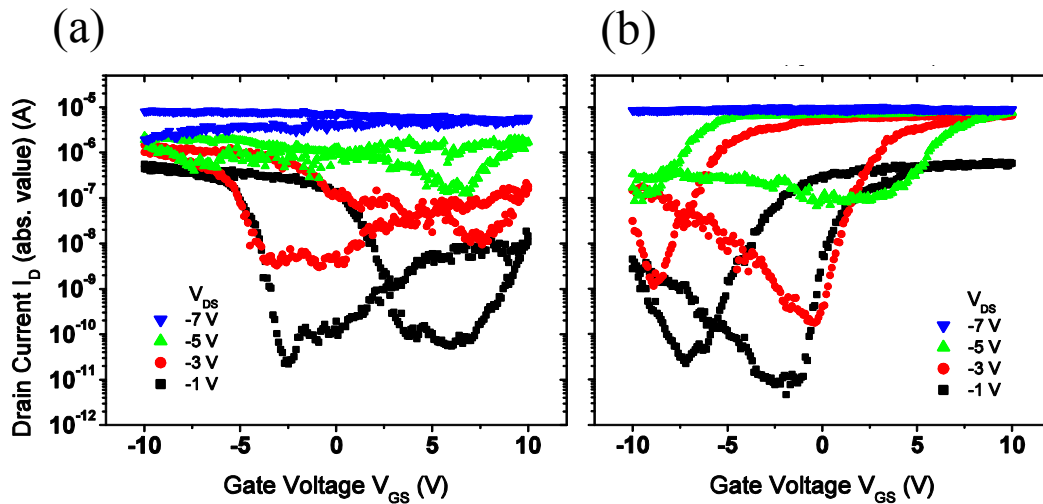 (a)
(b)
Drain Current I_D (abs. value) (A)
10^-5
10^-6
10^-7
10^-8
10^-9
10^-10
10^-11
10^-12
V_DS
-7 V
-5 V
-3 V
-1 V
-10 -5 0 5 10
Gate Voltage V_GS (V)
V_DS
-7 V
-5 V
-3 V
-1 V
-10 -5 0 5 10
Gate Voltage V_GS (V)